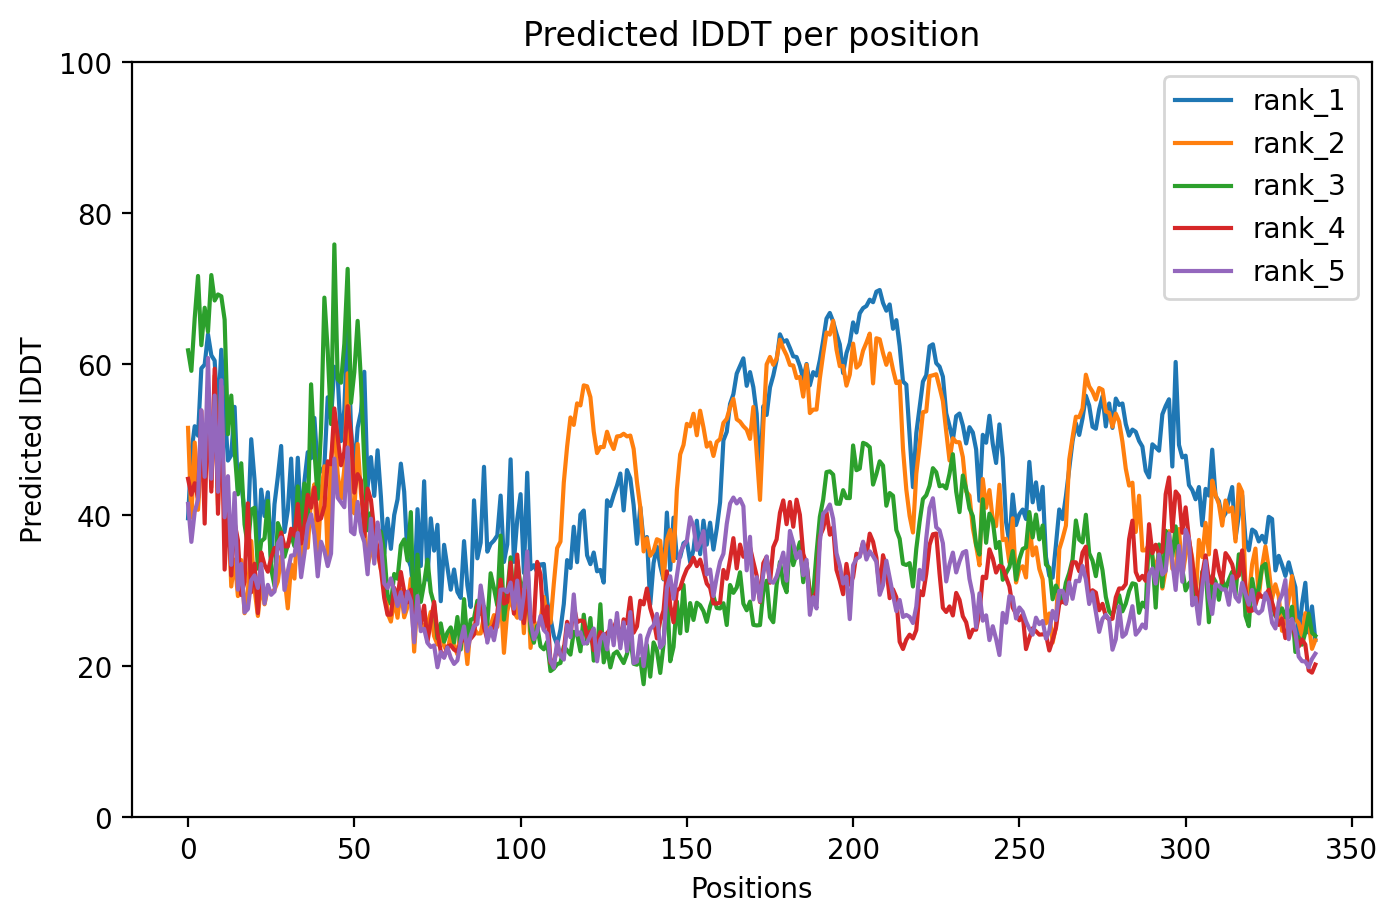 Predicted lDDT per position
100
80
60
40
20
0
Predicted lDDT
0 50 100 150 200 250 300 350
Positions
rank_1
rank_2
rank_3
rank_4
rank_5